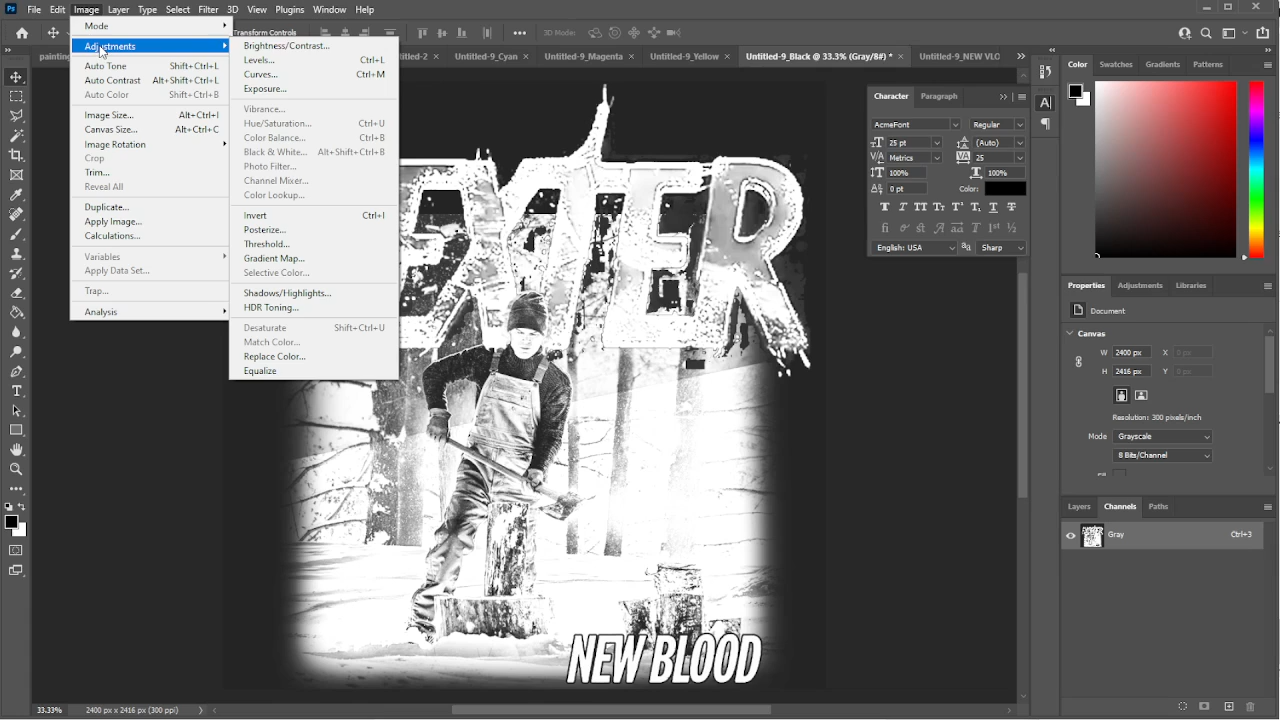 Ps File Edit Image Layer Type Select Filter 3D View Plugins Window Help
Transform Controls 3D Mode:
painting
Untitled-9_Cyan ×
Untitled-9_Magenta ×
Untitled-9_Yellow ×
Untitled-9_Black @ 33.3% (Gray/8#) * ×
Untitled-9_NEW VLO
Mode
Adjustments
Auto Tone Shift+Ctrl+L
Auto Contrast Alt+Shift+Ctrl+L
Auto Color Shift+Ctrl+B
Image Size... Alt+Ctrl+I
Canvas Size... Alt+Ctrl+C
Image Rotation
Crop
Trim...
Reveal All
Duplicate...
Apply Image...
Calculations...
Variables
Apply Data Set...
Trap...
Analysis
Brightness/Contrast...
Levels... Ctrl+L
Curves... Ctrl+M
Exposure...
Vibrance...
Hue/Saturation... Ctrl+U
Color Balance... Ctrl+B
Black & White... Alt+Shift+Ctrl+B
Photo Filter...
Channel Mixer...
Color Lookup...
Invert Ctrl+I
Posterize...
Threshold...
Gradient Map...
Selective Color...
Shadows/Highlights...
HDR Toning...
Desaturate Shift+Ctrl+U
Match Color...
Replace Color...
Equalize
EXTER
NEW BLOOD
Character Paragraph
AcmeFont Regular
25 pt (Auto)
Metrics 25
100% 100%
0 pt Color:
English: USA Sharp
Color Swatches Gradients Patterns
Properties Adjustments Libraries
Document
Canvas
W 2400 px X 0 px
H 2416 px Y 0 px
Resolution: 300 pixels/inch
Mode Grayscale
8 Bits/Channel
Layers Channels Paths
Gray Ctrl+3
33.33% 2400 px x 2416 px (300 ppi)